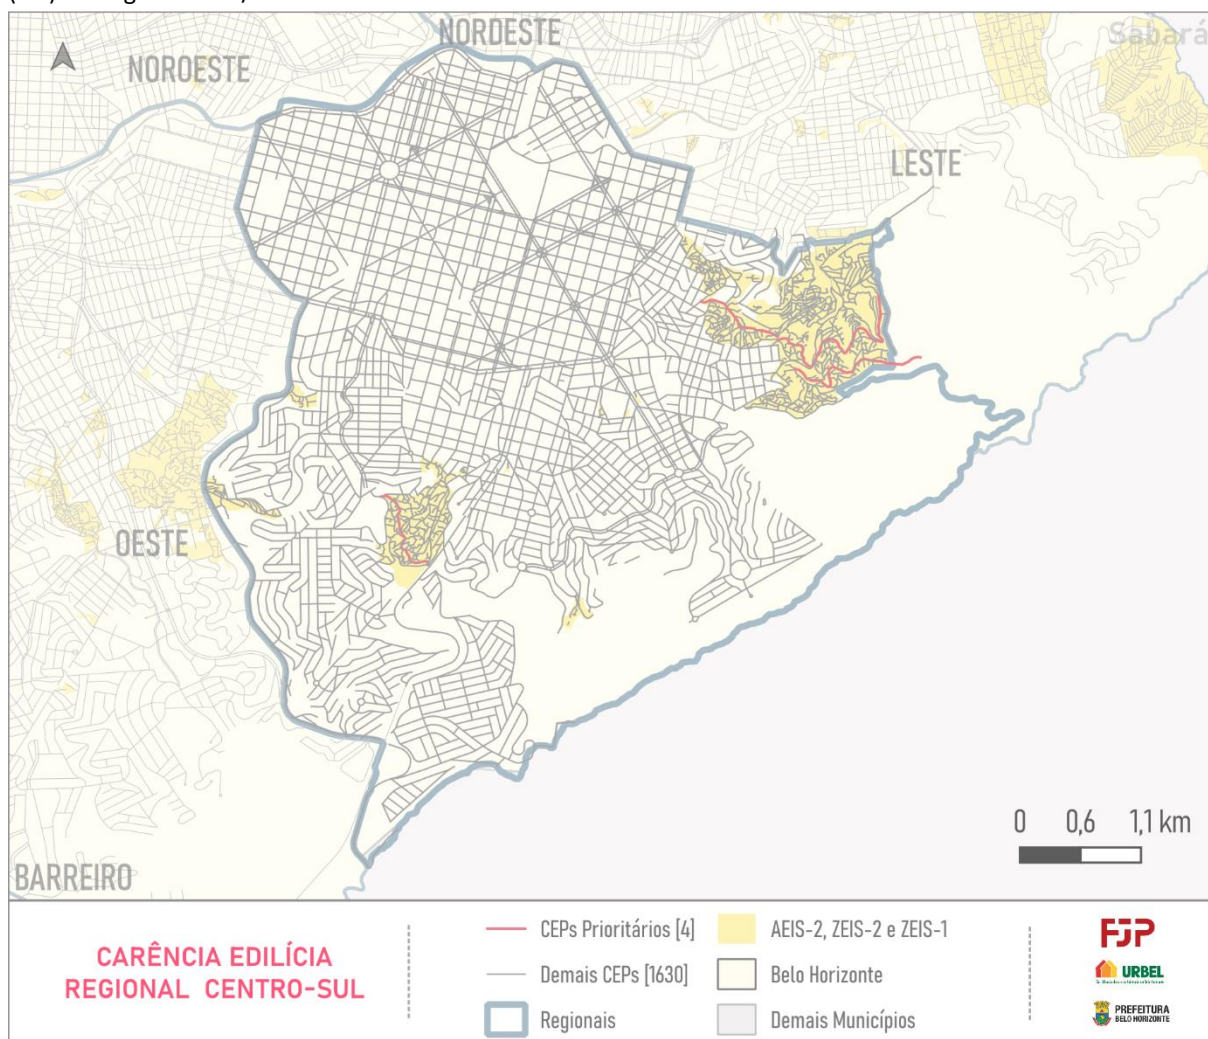 NORDESTE
Sabará
NOROESTE
LESTE
OESTE
0 0,6 1,1 km
BARREIRO
CARÊNCIA EDILÍCIA
REGIONAL CENTRO-SUL
CEPs Prioritários [4]
Demais CEPs [1630]
Regionais
AEIS-2, ZEIS-2 e ZEIS-1
Belo Horizonte
Demais Municípios
FJP
URBEL
PREFEITURA
BELO HORIZONTE